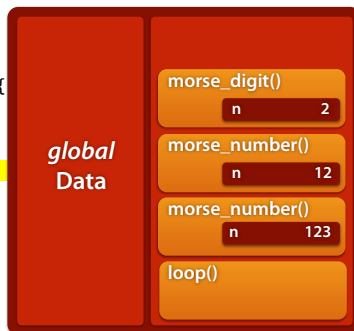 {
global
Data
morse_digit()
n 2
morse_number()
n 12
morse_number()
n 123
loop()